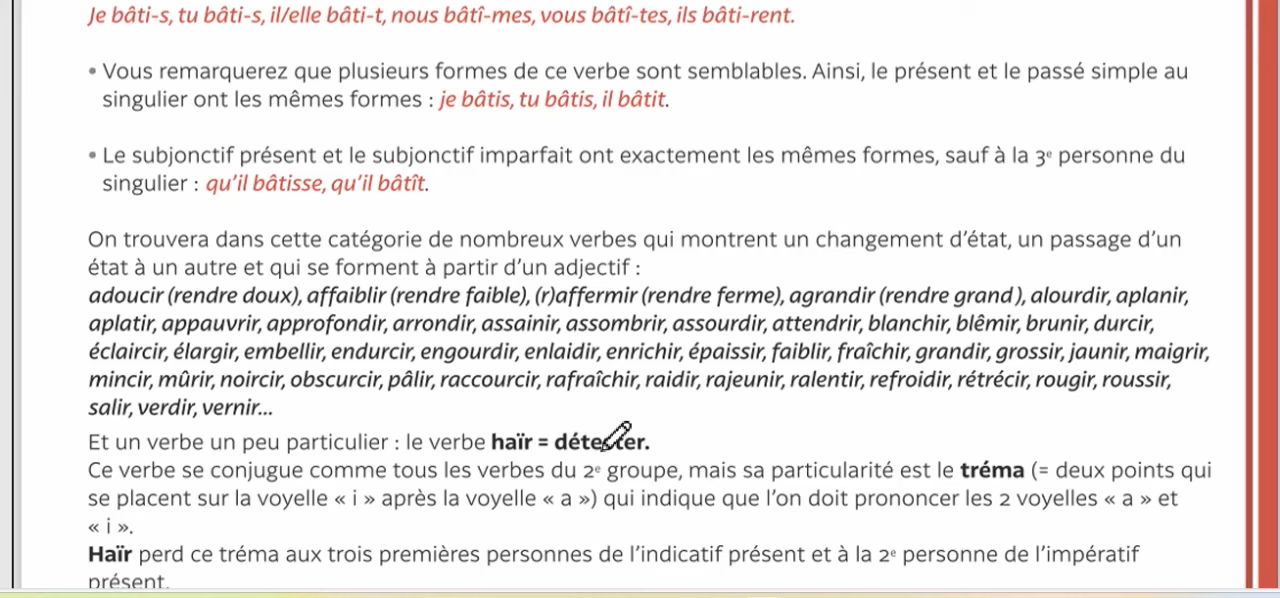 Je bâti-s, tu bâti-s, il/elle bâti-t, nous bâtî-mes, vous bâtî-tes, ils bâti-rent.
• Vous remarquerez que plusieurs formes de ce verbe sont semblables. Ainsi, le présent et le passé simple au
singulier ont les mêmes formes : je bâtis, tu bâtis, il bâtit.
• Le subjonctif présent et le subjonctif imparfait ont exactement les mêmes formes, sauf à la 3e personne du
singulier : qu’il bâtisse, qu’il bâtît.
On trouvera dans cette catégorie de nombreux verbes qui montrent un changement d’état, un passage d’un
état à un autre et qui se forment à partir d’un adjectif :
adoucir (rendre doux), affaiblir (rendre faible), (r)affermir (rendre ferme), agrandir (rendre grand), alourdir, aplanir,
aplatir, appauvrir, approfondir, arrondir, assainir, assombrir, assourdir, attendrir, blanchir, blêmir, brunir, durcir,
éclaircir, élargir, embellir, endurcir, engourdir, enlaidir, enrichir, épaissir, faiblir, fraîchir, grandir, grossir, jaunir, maigrir,
mincir, mûrir, noircir, obscurcir, pâlir, raccourcir, rafraîchir, raidir, rajeunir, ralentir, refroidir, rétrécir, rougir, roussir,
salir, verdir, vernir...
Et un verbe un peu particulier : le verbe haïr = détester.
Ce verbe se conjugue comme tous les verbes du 2e groupe, mais sa particularité est le tréma (= deux points qui
se placent sur la voyelle « i » après la voyelle « a ») qui indique que l’on doit prononcer les 2 voyelles « a » et
« i ».
Haïr perd ce tréma aux trois premières personnes de l’indicatif présent et à la 2e personne de l’impératif
présent.